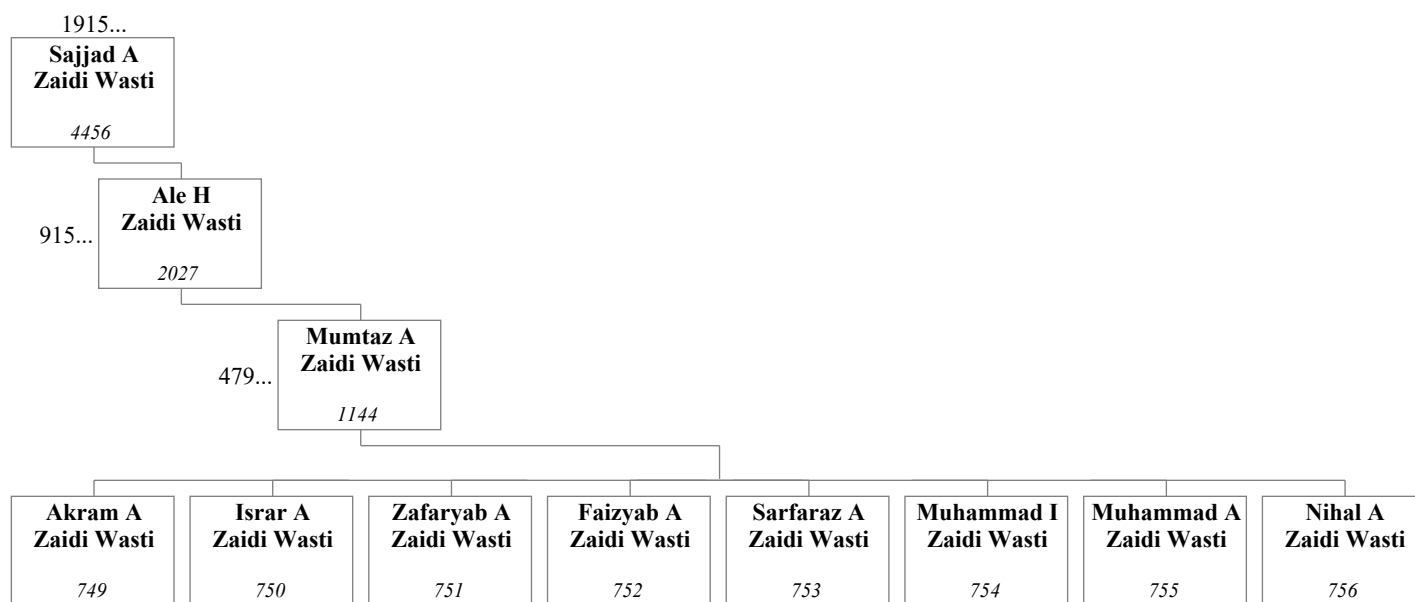 1915...
Sajjad A
Zaidi Wasti
4456
Ale H
Zaidi Wasti
915...
2027
Mumtaz A
Zaidi Wasti
479...
1144
Akram A
Zaidi Wasti
749
Israr A
Zaidi Wasti
750
Zafaryab A
Zaidi Wasti
751
Faizyab A
Zaidi Wasti
752
Sarfaraz A
Zaidi Wasti
753
Muhammad I
Zaidi Wasti
754
Muhammad A
Zaidi Wasti
755
Nihal A
Zaidi Wasti
756